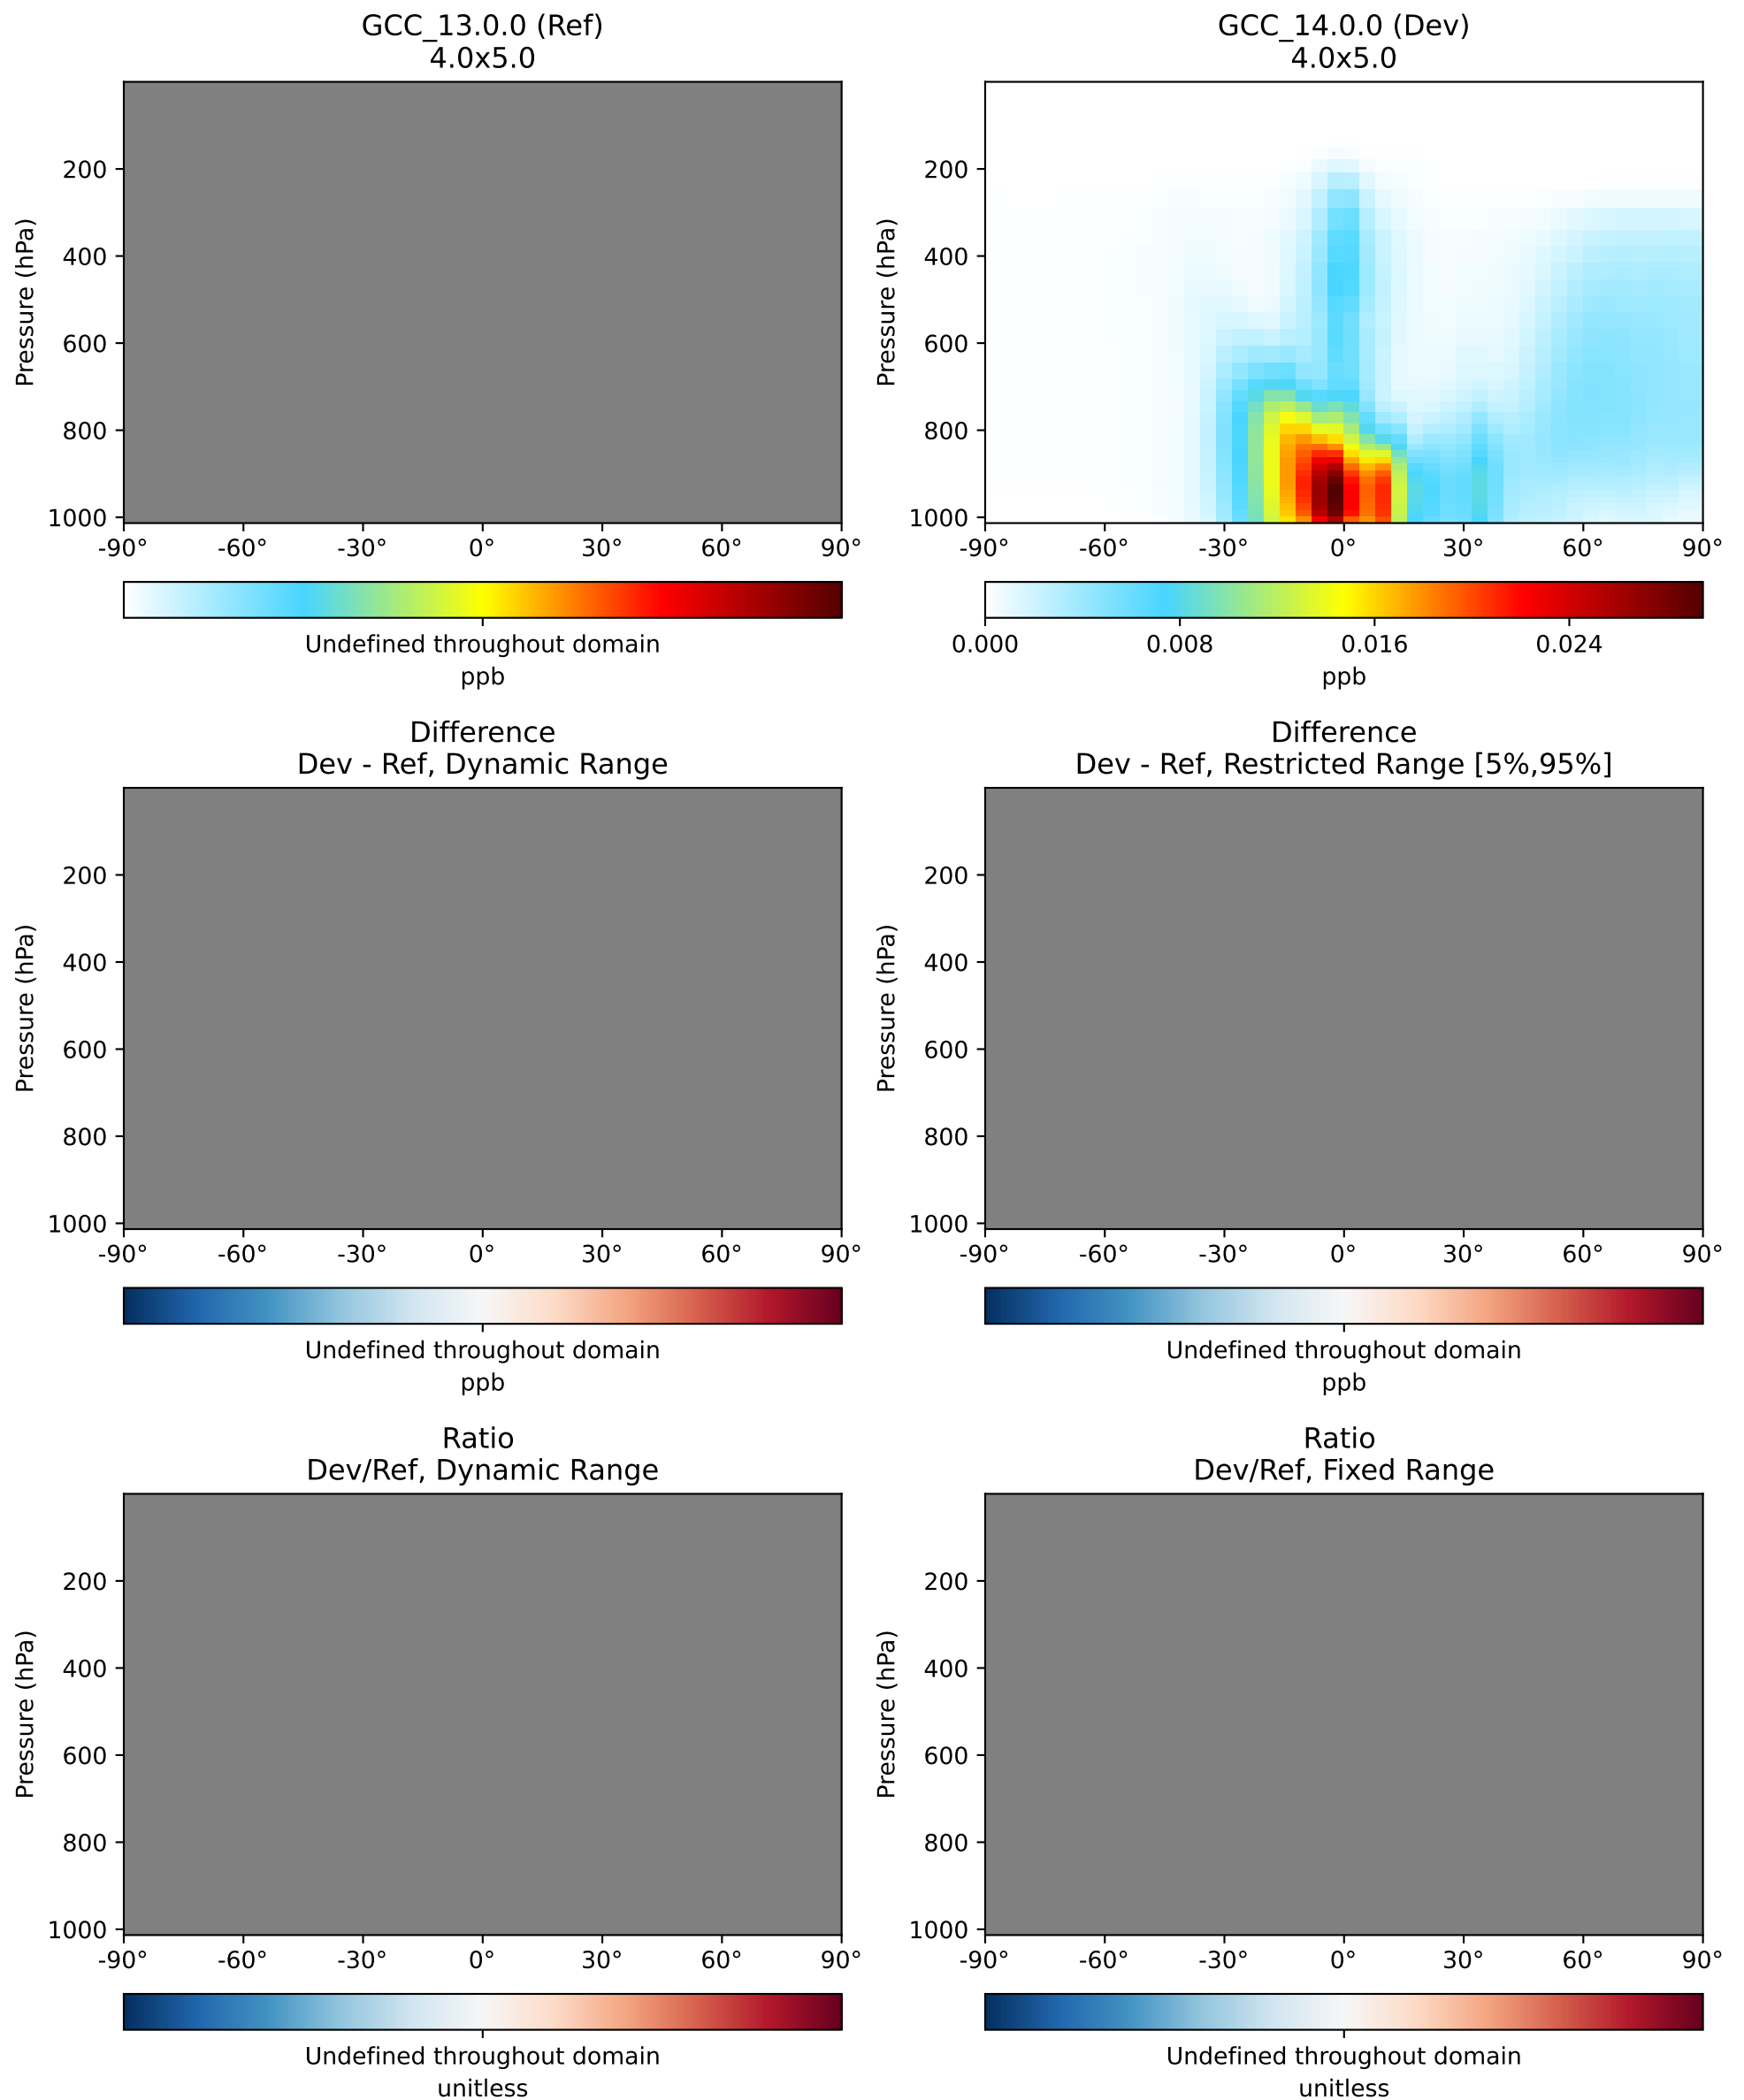 GCC_13.0.0 (Ref)
4.0x5.0
Pressure (hPa)
200
400
600
800
1000
-90° -60° -30° 0° 30° 60° 90°
Undefined throughout domain
ppb
GCC_14.0.0 (Dev)
4.0x5.0
Pressure (hPa)
200
400
600
800
1000
-90° -60° -30° 0° 30° 60° 90°
0.000 0.008 0.016 0.024
ppb
Difference
Dev - Ref, Dynamic Range
Pressure (hPa)
200
400
600
800
1000
-90° -60° -30° 0° 30° 60° 90°
Undefined throughout domain
ppb
Difference
Dev - Ref, Restricted Range [5%,95%]
Pressure (hPa)
200
400
600
800
1000
-90° -60° -30° 0° 30° 60° 90°
Undefined throughout domain
ppb
Ratio
Dev/Ref, Dynamic Range
Pressure (hPa)
200
400
600
800
1000
-90° -60° -30° 0° 30° 60° 90°
Undefined throughout domain
unitless
Ratio
Dev/Ref, Fixed Range
Pressure (hPa)
200
400
600
800
1000
-90° -60° -30° 0° 30° 60° 90°
Undefined throughout domain
unitless